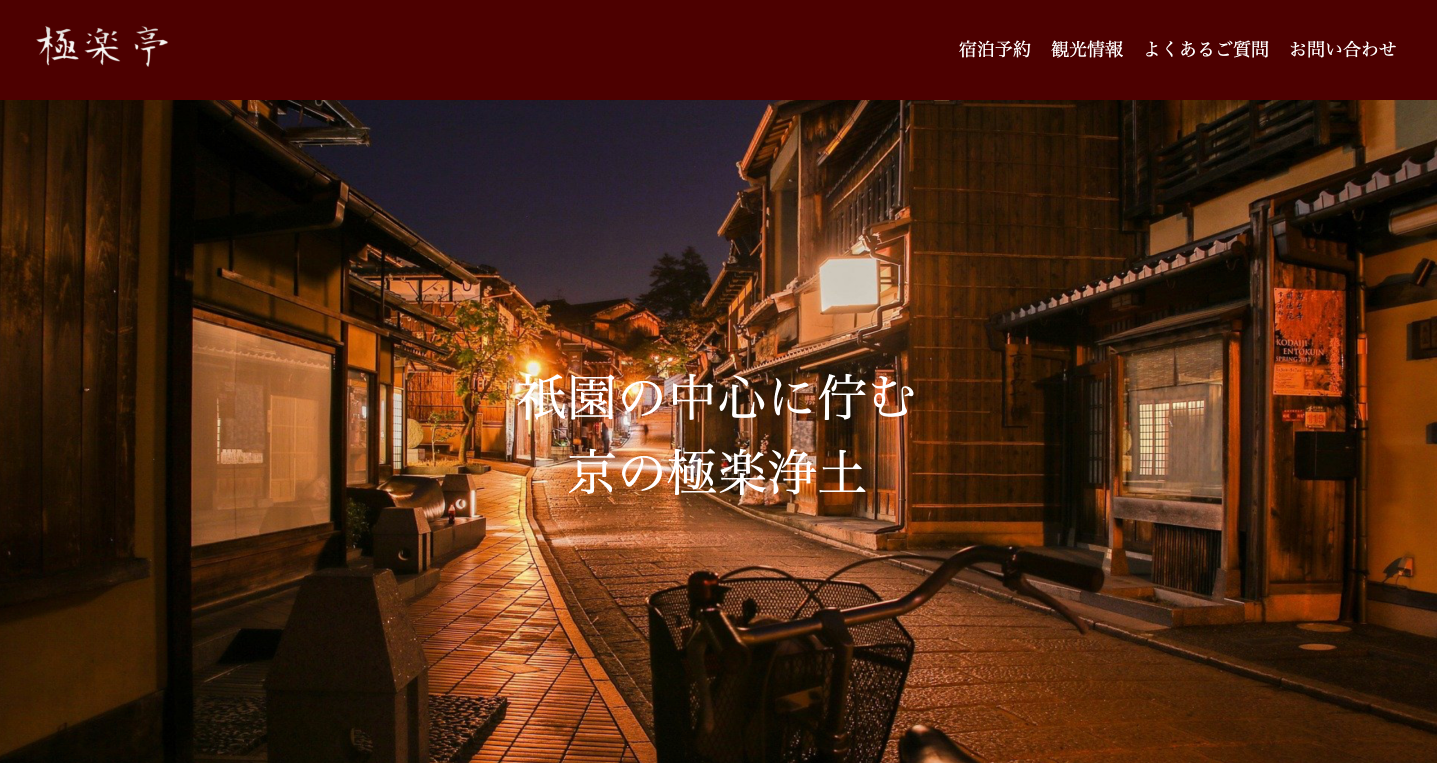 極楽亭
宿泊予約 観光情報 よくあるご質問 お問い合わせ
祇園の中心に佇む
京の極楽浄土
KODAIJI
ENTOKUIN
SPRING 2013